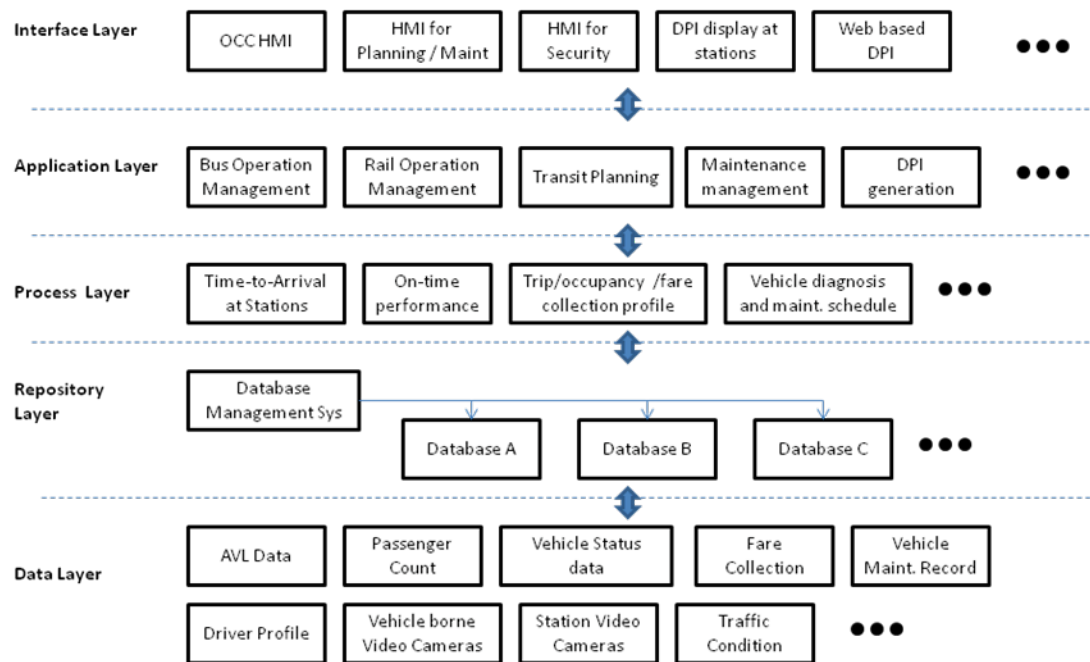 Interface Layer
OCC HMI
HMI for
Planning / Maint
HMI for
Security
DPI display at
stations
Web based
DPI
Application Layer
Bus Operation
Management
Rail Operation
Management
Transit Planning
Maintenance
management
DPI
generation
Process Layer
Time-to-Arrival
at Stations
On-time
performance
Trip/occupancy /fare
collection profile
Vehicle diagnosis
and maint. schedule
Repository
Layer
Database
Management Sys
Database A
Database B
Database C
Data Layer
AVL Data
Passenger
Count
Vehicle Status
data
Fare
Collection
Vehicle
Maint. Record
Driver Profile
Vehicle borne
Video Cameras
Station Video
Cameras
Traffic
Condition